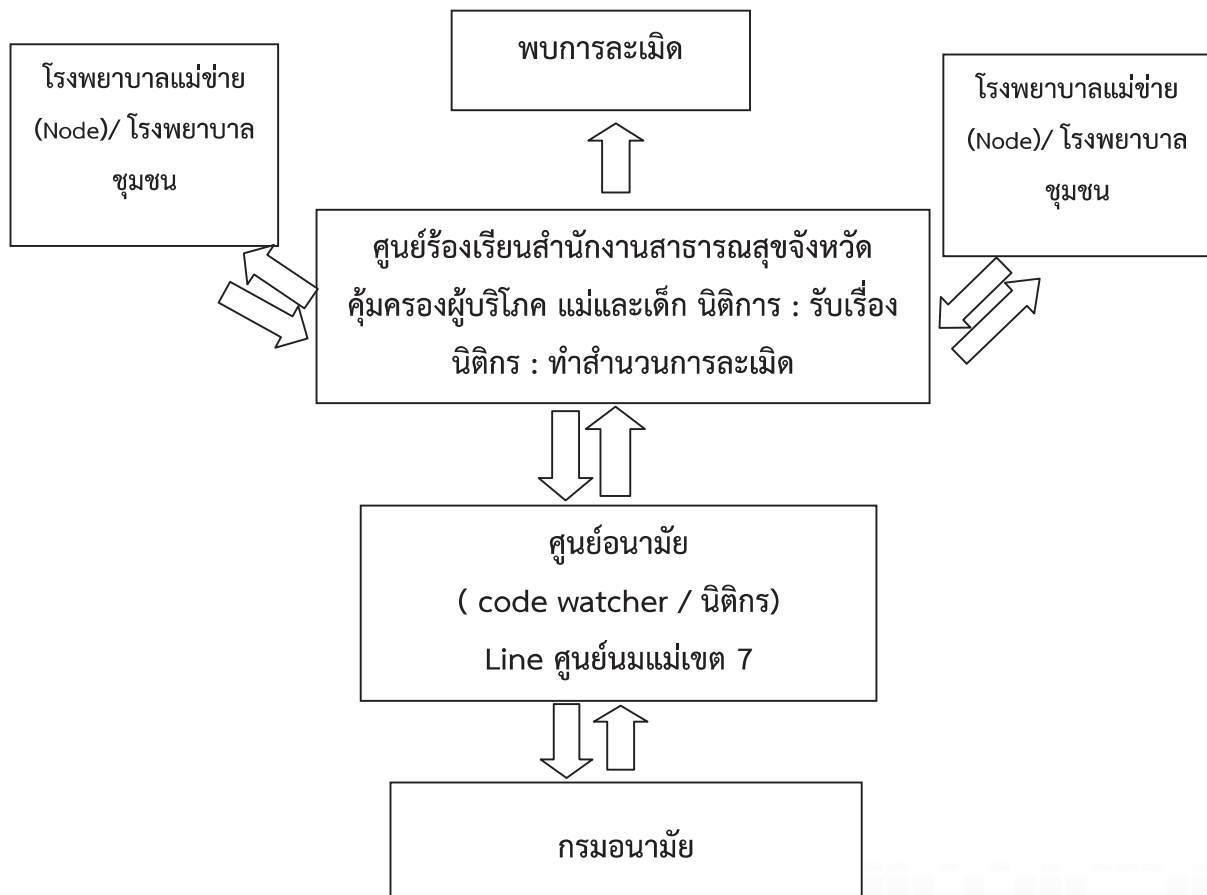 พบการละเมิด
โรงพยาบาลแม่ข่าย
(Node)/ โรงพยาบาล
ชุมชน
โรงพยาบาลแม่ข่าย
(Node)/ โรงพยาบาล
ชุมชน
ศูนย์ร้องเรียนสำนักงานสาธารณสุขจังหวัด
คุ้มครองผู้บริโภค แม่และเด็ก นิติการ : รับเรื่อง
นิติกร : ทำสำนวนการละเมิด
ศูนย์อนามัย
( code watcher / นิติกร)
Line ศูนย์นมแม่เขต 7
กรมอนามัย